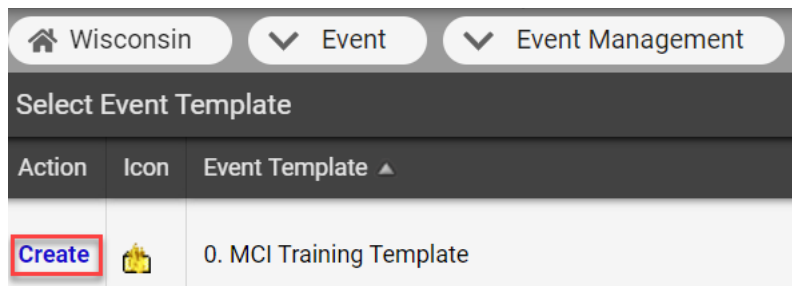 Wisconsin Event Event Management
Select Event Template
Action Icon Event Template
Create 0. MCI Training Template